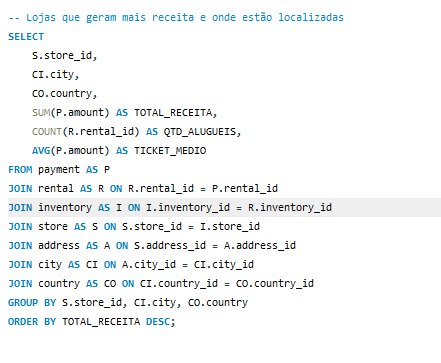 -- Lojas que geram mais receita e onde estão localizadas
SELECT
    S.store_id,
    CI.city,
    CO.country,
    SUM(P.amount) AS TOTAL_RECEITA,
    COUNT(R.rental_id) AS QTD_ALUGUEIS,
    AVG(P.amount) AS TICKET_MEDIO
FROM payment AS P
JOIN rental AS R ON R.rental_id = P.rental_id
JOIN inventory AS I ON I.inventory_id = R.inventory_id
JOIN store AS S ON S.store_id = I.store_id
JOIN address AS A ON S.address_id = A.address_id
JOIN city AS CI ON A.city_id = CI.city_id
JOIN country AS CO ON CI.country_id = CO.country_id
GROUP BY S.store_id, CI.city, CO.country
ORDER BY TOTAL_RECEITA DESC;